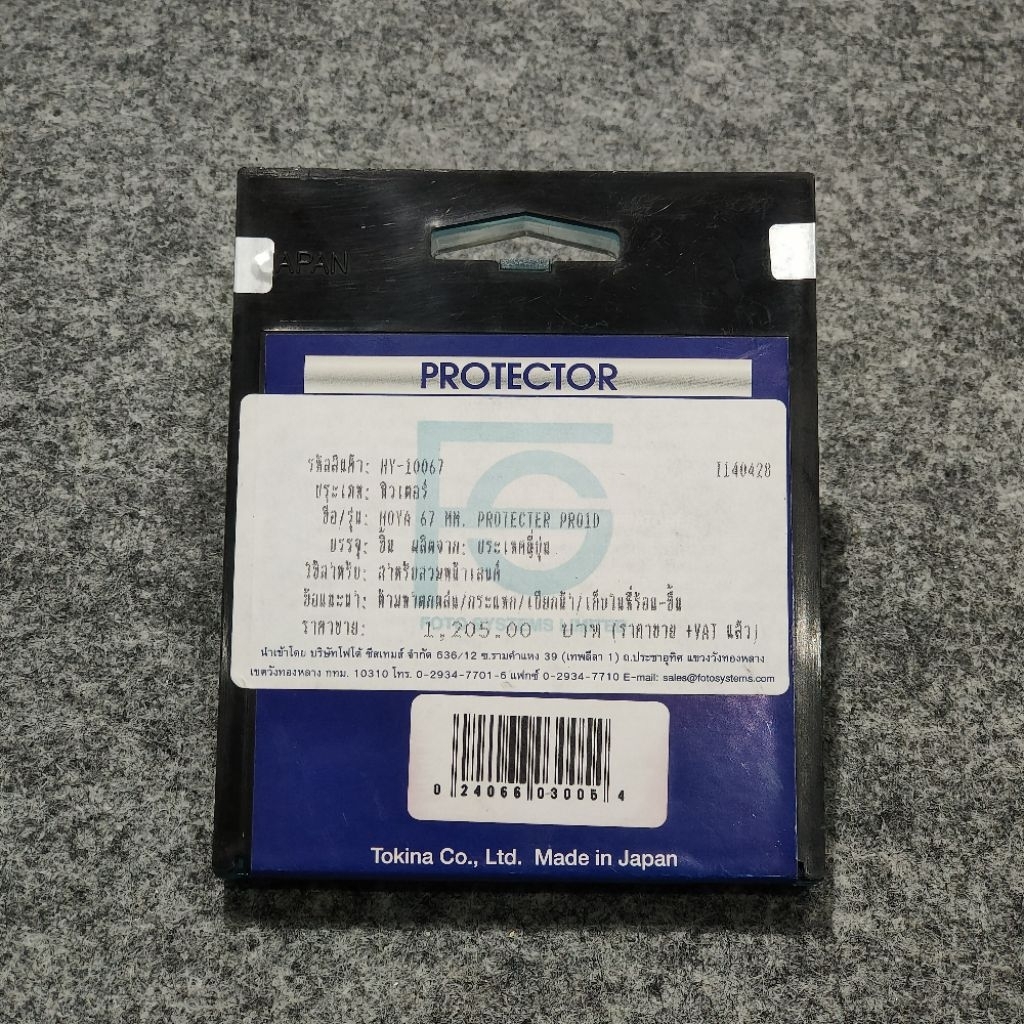 JAPAN
PROTECTOR
รหัสสินค้า: HY-10067
I140428
ประเภท: ฟิวเตอร์
ชื่อ/รุ่น: HOYA 67 MM. PROTECTER PRO1D
บรรจุ: ชิ้น ผลิตจาก: ประเทศญี่ปุ่น
วิธีสำหรับ: สำหรับสวมหน้าเลนส์
ข้อแนะนำ: ห้ามทำตกหล่น/กระแทก/เปียกน้ำ/เก็บในที่ร้อน-ชื้น
FOTO SYSTEMS LIMITED
ราคาขาย: 1,205.00 บาท (ราคาขาย +VAT แล้ว)
นำเข้าโดย บริษัทโฟโต้ ซีสเทมส์ จำกัด 636/12 ซ.รามคำแหง 39 (เทพลีลา 1) ถ.ประชาอุทิศ แขวงวังทองหลาง
เขตวังทองหลาง กทม. 10310 โทร. 0-2934-7701-6 แฟกซ์ 0-2934-7710 E-mail: sales@fotosystems.com
0 24066 03005 4
Tokina Co., Ltd. Made in Japan